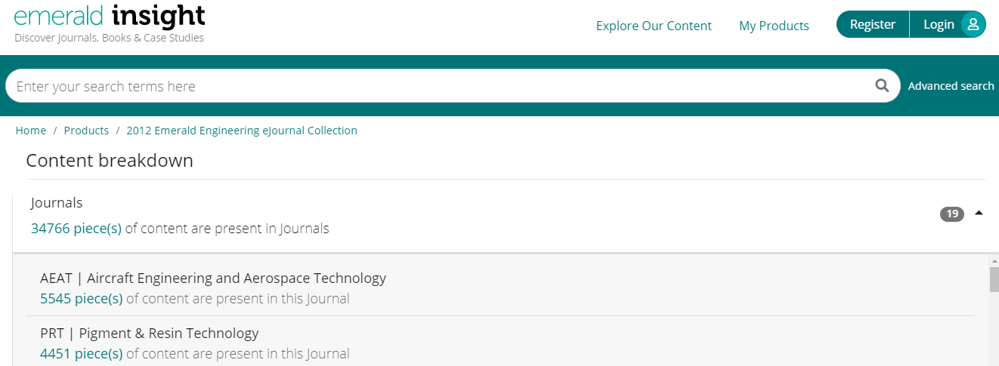 emerald insight
Discover Journals, Books & Case Studies
Explore Our Content
My Products
Register
Login
Enter your search terms here
Advanced search
Home / Products / 2012 Emerald Engineering eJournal Collection
Content breakdown
Journals
34766 piece(s) of content are present in Journals
19
AEAT | Aircraft Engineering and Aerospace Technology
5545 piece(s) of content are present in this Journal
PRT | Pigment & Resin Technology
4451 piece(s) of content are present in this Journal